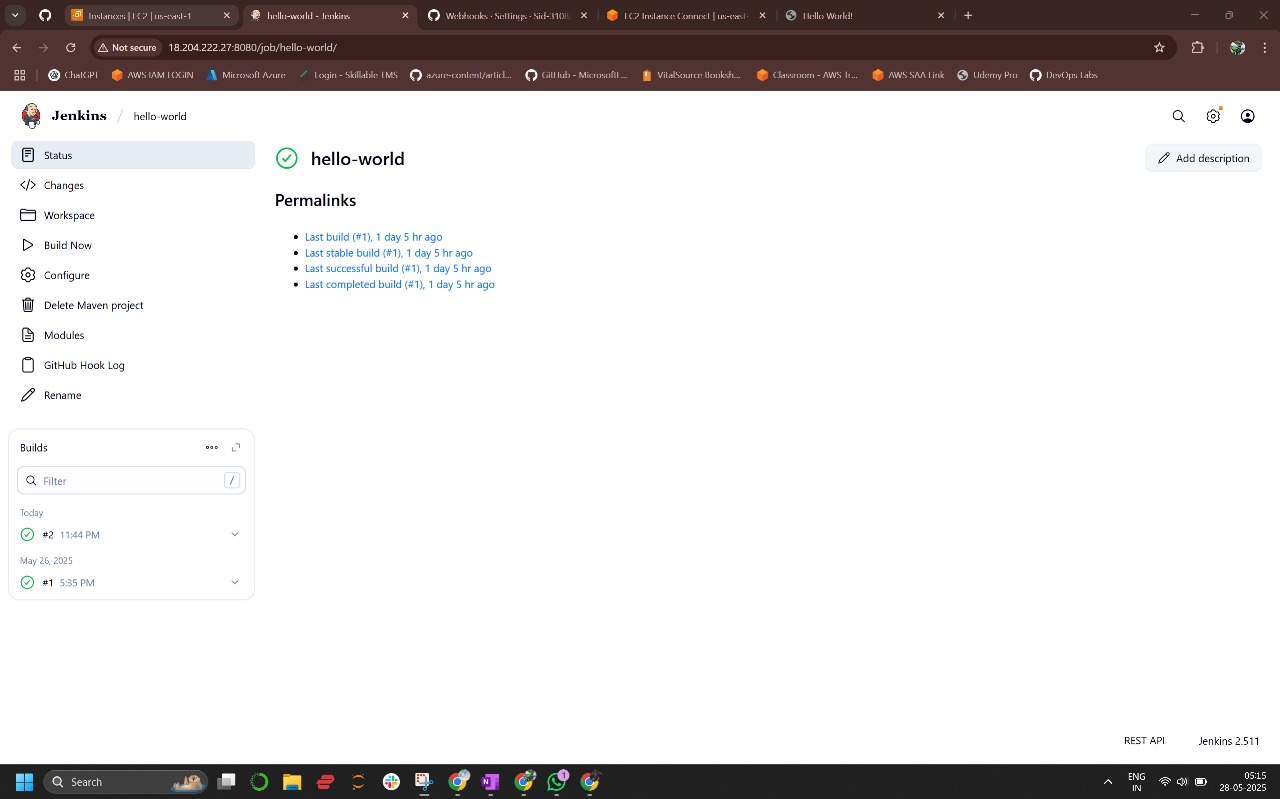 Instances | EC2 | us-east-1
hello-world - Jenkins
Webhooks · Settings · Sid-3108
EC2 Instance Connect | us-east-
Hello World!
Not secure
18.204.222.27:8080/job/hello-world/
ChatGPT
AWS IAM LOGIN
Microsoft Azure
Login - Skillable TMS
azure-content/articl...
GitHub - MicrosoftL...
VitalSource Booksh...
Classroom - AWS Tr...
AWS SAA Link
Udemy Pro
DevOps Labs
Jenkins / hello-world
Status
Changes
Workspace
Build Now
Configure
Delete Maven project
Modules
GitHub Hook Log
Rename
Builds
Filter
/
Today
#2 11:44 PM
May 26, 2025
#1 5:35 PM
hello-world
Add description
Permalinks
Last build (#1), 1 day 5 hr ago
Last stable build (#1), 1 day 5 hr ago
Last successful build (#1), 1 day 5 hr ago
Last completed build (#1), 1 day 5 hr ago
REST API
Jenkins 2.511
Search
1
ENG
IN
05:15
28-05-2025